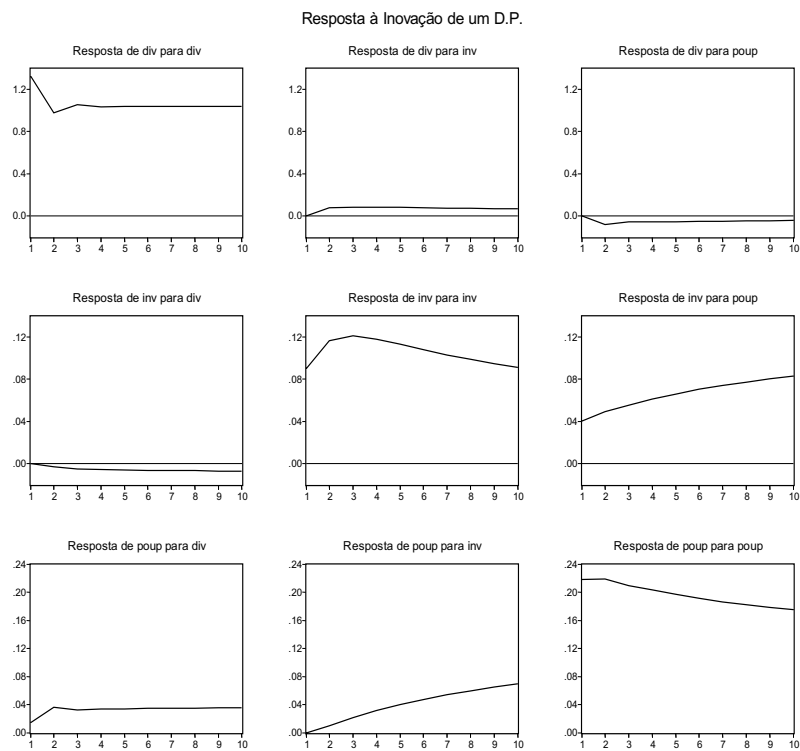 Resposta à Inovação de um D.P.
Resposta de div para div
Resposta de div para inv
Resposta de div para poup
1.2
0.8
0.4
0.0
1 2 3 4 5 6 7 8 9 10
1.2
0.8
0.4
0.0
1 2 3 4 5 6 7 8 9 10
1.2
0.8
0.4
0.0
1 2 3 4 5 6 7 8 9 10
Resposta de inv para div
Resposta de inv para inv
Resposta de inv para poup
.12
.08
.04
.00
1 2 3 4 5 6 7 8 9 10
.12
.08
.04
.00
1 2 3 4 5 6 7 8 9 10
.12
.08
.04
.00
1 2 3 4 5 6 7 8 9 10
Resposta de poup para div
Resposta de poup para inv
Resposta de poup para poup
.24
.20
.16
.12
.08
.04
.00
1 2 3 4 5 6 7 8 9 10
.24
.20
.16
.12
.08
.04
.00
1 2 3 4 5 6 7 8 9 10
.24
.20
.16
.12
.08
.04
.00
1 2 3 4 5 6 7 8 9 10